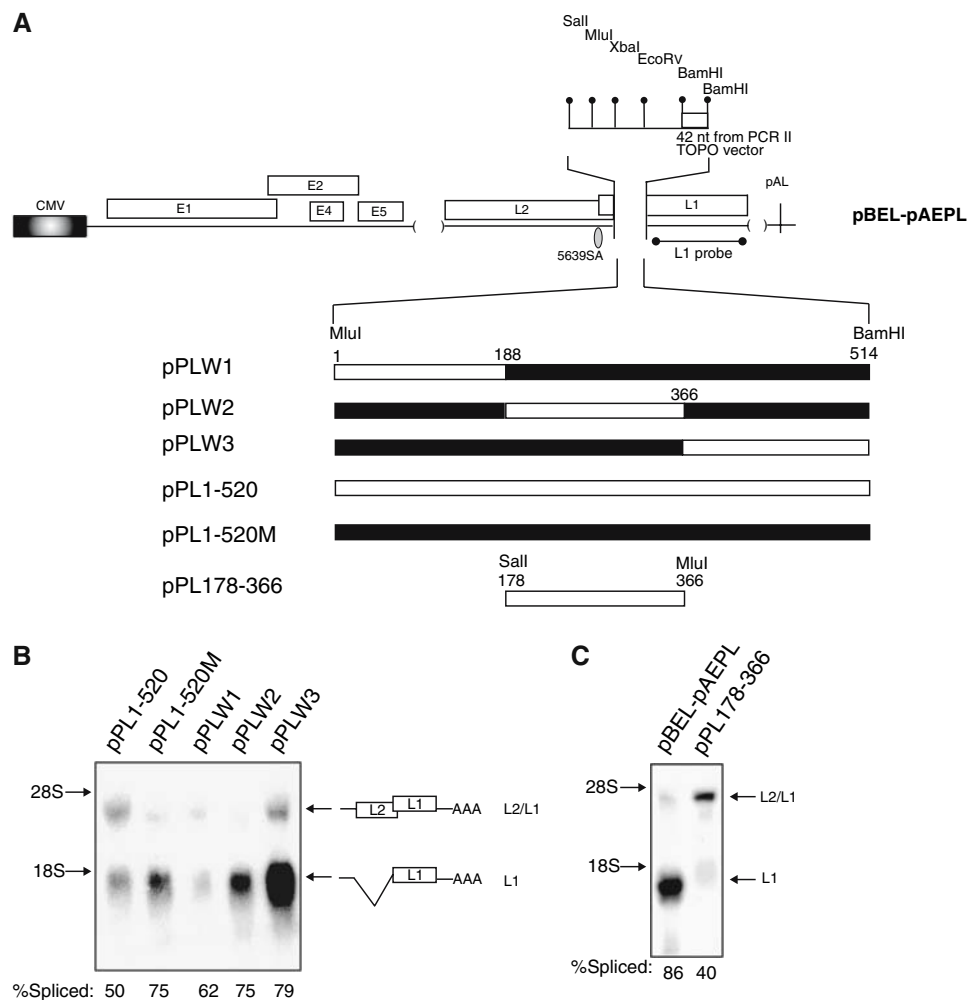 A
SalI
MluI
XbaI
EcoRv
BamHI
BamHI
42 nt from PCR II
TOPO vector
CMV
E1
E2
E4
E5
L2
L1
pAL
pBEL-pAEPL
5639SA
L1 probe
MluI
BamHI
1
188
514
pPLW1
366
pPLW2
pPLW3
pPL1-520
pPL1-520M
SalI
MluI
178
366
pPL178-366
B
pPL1-520
pPL1-520M
pPLW1
pPLW2
pPLW3
28S
L2
L1
AAA
L2/L1
18S
L1
AAA
L1
%Spliced: 50 75 62 75 79
C
pBEL-pAEPL
pPL178-366
28S
L2/L1
18S
L1
%Spliced: 86 40